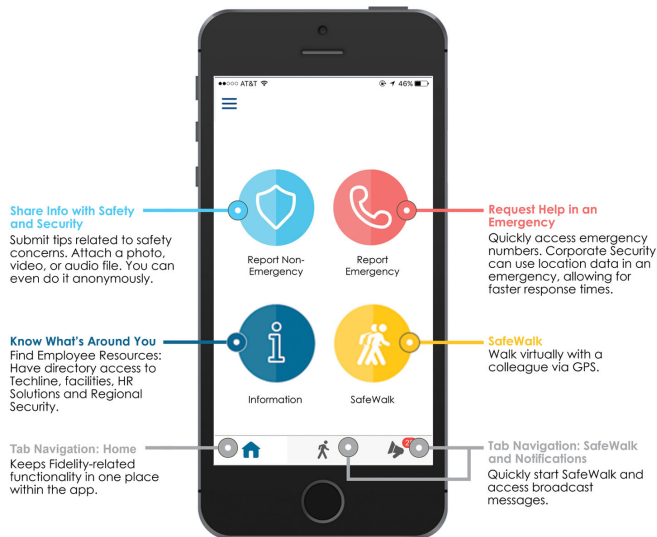 AT&T
46%
Share Info with Safety
and Security
Submit tips related to safety
concerns. Attach a photo,
video, or audio file. You can
even do it anonymously.
Report Non-
Emergency
Report
Emergency
Request Help in an
Emergency
Quickly access emergency
numbers. Corporate Security
can use location data in an
emergency, allowing for
faster response times.
Know What's Around You
Find Employee Resources:
Have directory access to
Techline, facilities, HR
Solutions and Regional
Security.
Information
SafeWalk
SafeWalk
Walk virtually with a
colleague via GPS.
Tab Navigation: Home
Keeps Fidelity-related
functionality in one place
within the app.
Tab Navigation: SafeWalk
and Notifications
Quickly start SafeWalk and
access broadcast
messages.